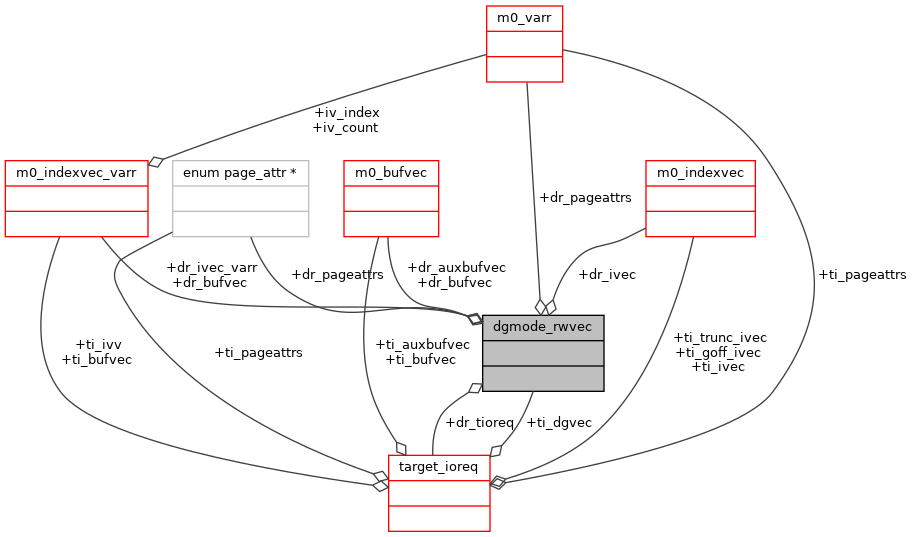 m0_varr
+iv_index
+iv_count
m0_indexvec_varr
enum page_attr *
m0_bufvec
m0_indexvec
+dr_pageattrs
+dr_ivec_varr
+dr_bufvec
+dr_pageattrs
+dr_auxbufvec
+dr_bufvec
+dr_ivec
+ti_pageattrs
dgmode_rwvec
+ti_ivv
+ti_bufvec
+ti_pageattrs
+ti_auxbufvec
+ti_bufvec
+ti_trunc_ivec
+ti_goff_ivec
+ti_ivec
+dr_tioreq
+ti_dgvec
target_ioreq